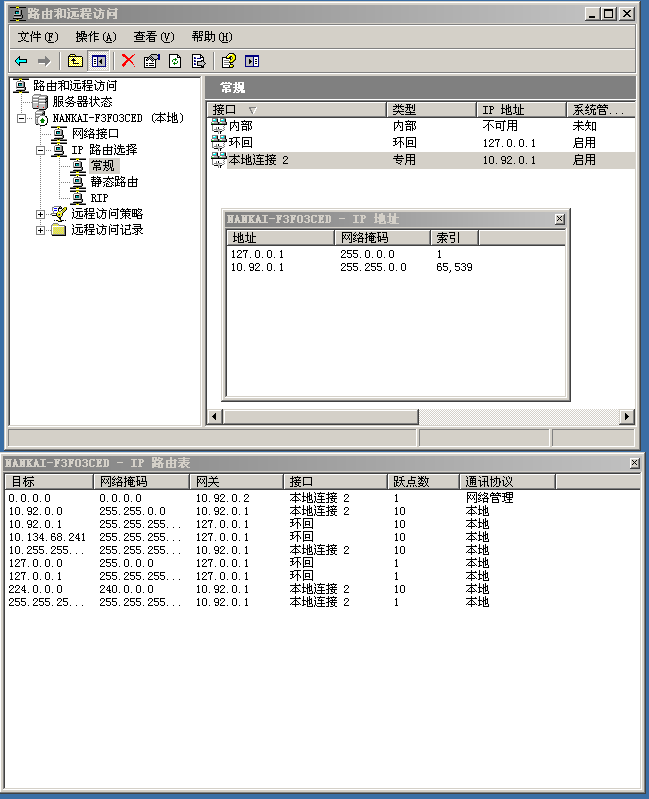 路由和远程访问
文件(F) 操作(A) 查看(V) 帮助(H)
路由和远程访问
服务器状态
NANKAI-F3F03CED (本地)
网络接口
IP 路由选择
常规
静态路由
RIP
远程访问策略
远程访问记录
常规
接口 类型 IP 地址 系统管...
内部 内部 不可用 未知
环回 环回 127.0.0.1 启用
本地连接 2 专用 10.92.0.1 启用
NANKAI-F3F03CED - IP 地址
地址 网络掩码 索引
127.0.0.1 255.0.0.0 1
10.92.0.1 255.255.0.0 65,539
NANKAI-F3F03CED - IP 路由表
目标 网络掩码 网关 接口 跃点数 通讯协议
0.0.0.0 0.0.0.0 10.92.0.2 本地连接 2 1 网络管理
10.92.0.0 255.255.0.0 10.92.0.1 本地连接 2 10 本地
10.92.0.1 255.255.255... 127.0.0.1 环回 10 本地
10.134.68.241 255.255.255... 127.0.0.1 环回 10 本地
10.255.255... 255.255.255... 10.92.0.1 本地连接 2 10 本地
127.0.0.0 255.0.0.0 127.0.0.1 环回 1 本地
127.0.0.1 255.255.255... 127.0.0.1 环回 1 本地
224.0.0.0 240.0.0.0 10.92.0.1 本地连接 2 10 本地
255.255.25... 255.255.255... 10.92.0.1 本地连接 2 1 本地